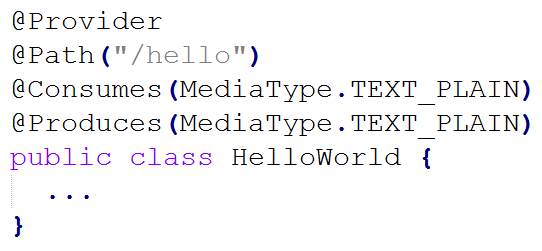 @Provider
@Path("/hello")
@Consumes(MediaType.TEXT_PLAIN)
@Produces(MediaType.TEXT_PLAIN)
public class HelloWorld {
...
}